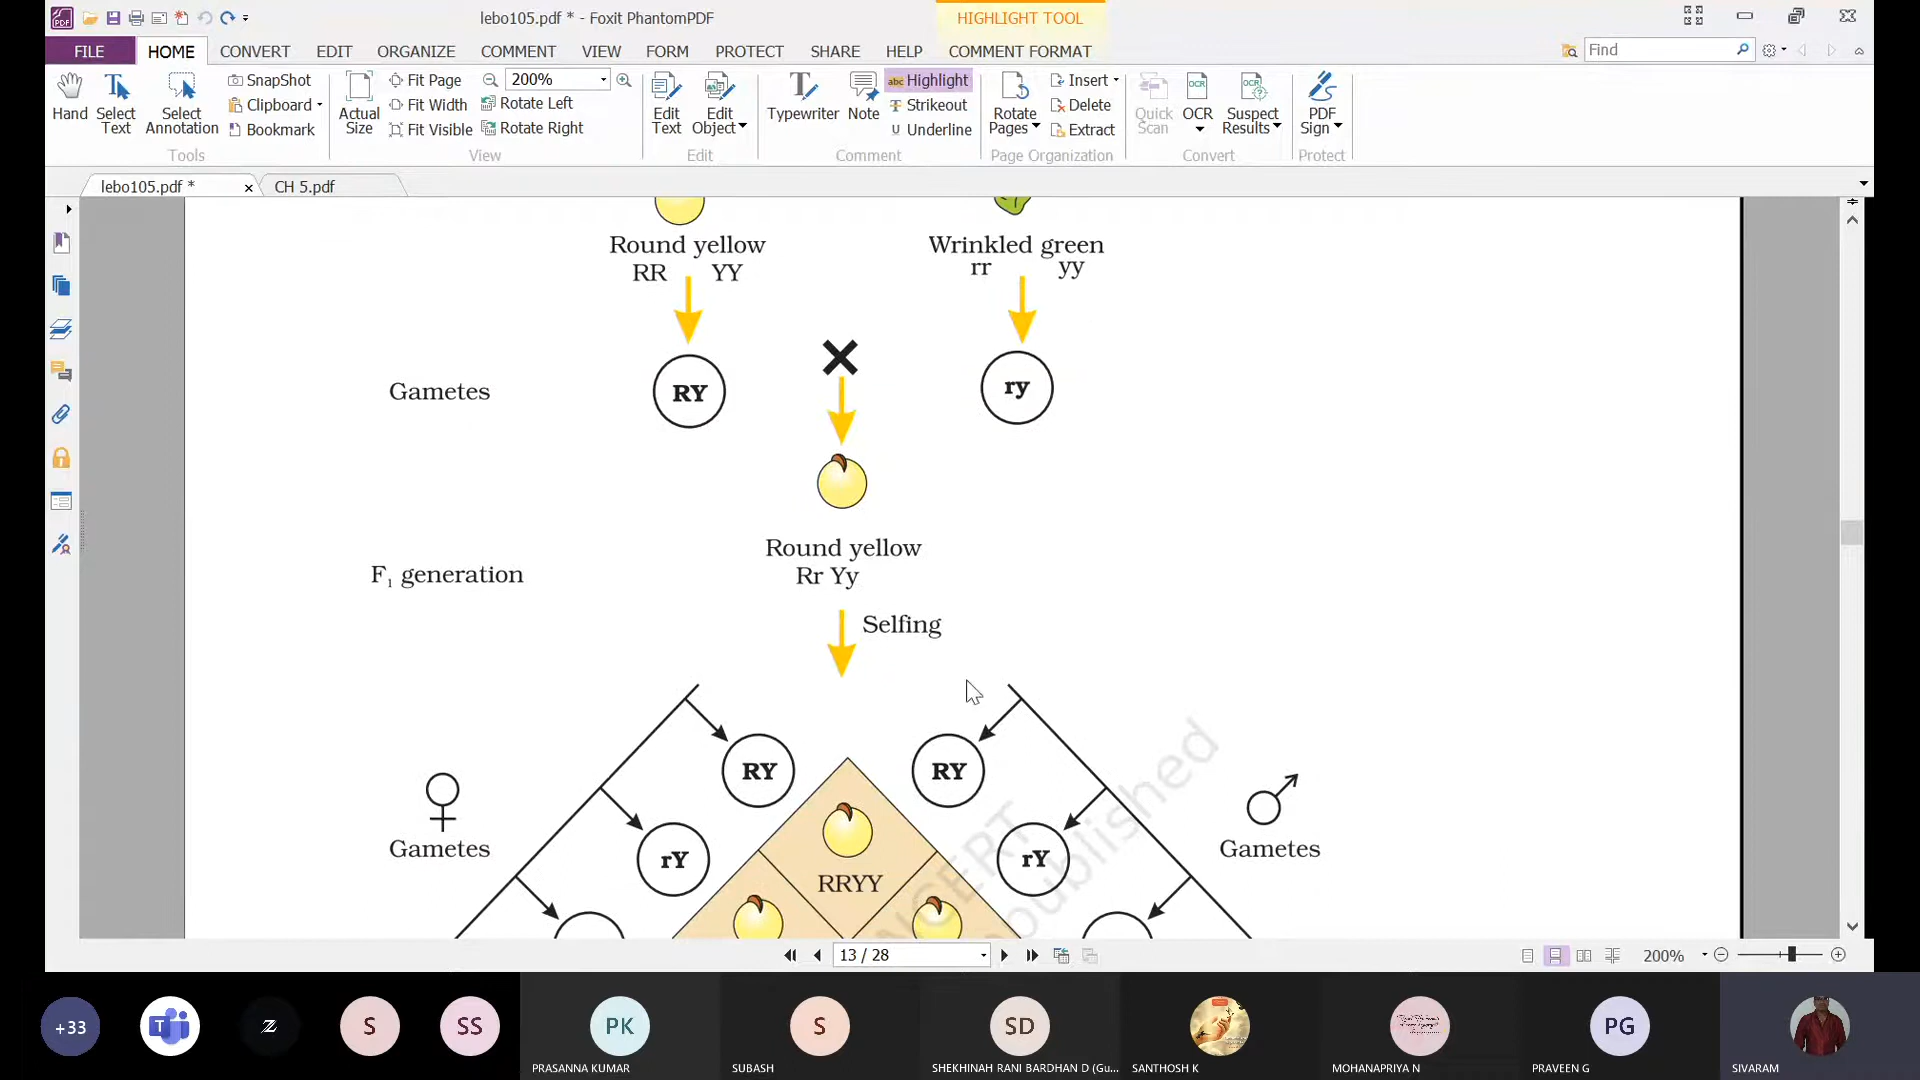 lebo105.pdf * - Foxit PhantomPDF
HIGHLIGHT TOOL
FILE HOME CONVERT EDIT ORGANIZE COMMENT VIEW FORM PROTECT SHARE HELP COMMENT FORMAT
Find
Hand
Select Text
Select Annotation
SnapShot
Clipboard
Bookmark
Tools
Actual Size
Fit Page
Fit Width
Fit Visible
200%
Rotate Left
Rotate Right
View
Edit Text
Edit Object
Edit
Typewriter
Note
abc Highlight
T Strikeout
U Underline
Comment
Rotate Pages
Insert
Delete
Extract
Page Organization
Quick Scan
OCR
OCR
OCR
Suspect Results
Convert
PDF Sign
Protect
lebo105.pdf *
CH 5.pdf
Round yellow
RR YY
Wrinkled green
rr yy
Gametes
RY
ry
Round yellow
Rr Yy
F1 generation
Selfing
RY
RY
Gametes
rY
rY
Gametes
RRYY
NCERT
published
13 / 28
200%
+33
T
Z
S
SS
PK
PRASANNA KUMAR
S
SUBASH
SD
SHEKHINAH RANI BARDHAN D (Gu...
SANTHOSH K
MOHANAPRIYA N
PG
PRAVEEN G
SIVARAM